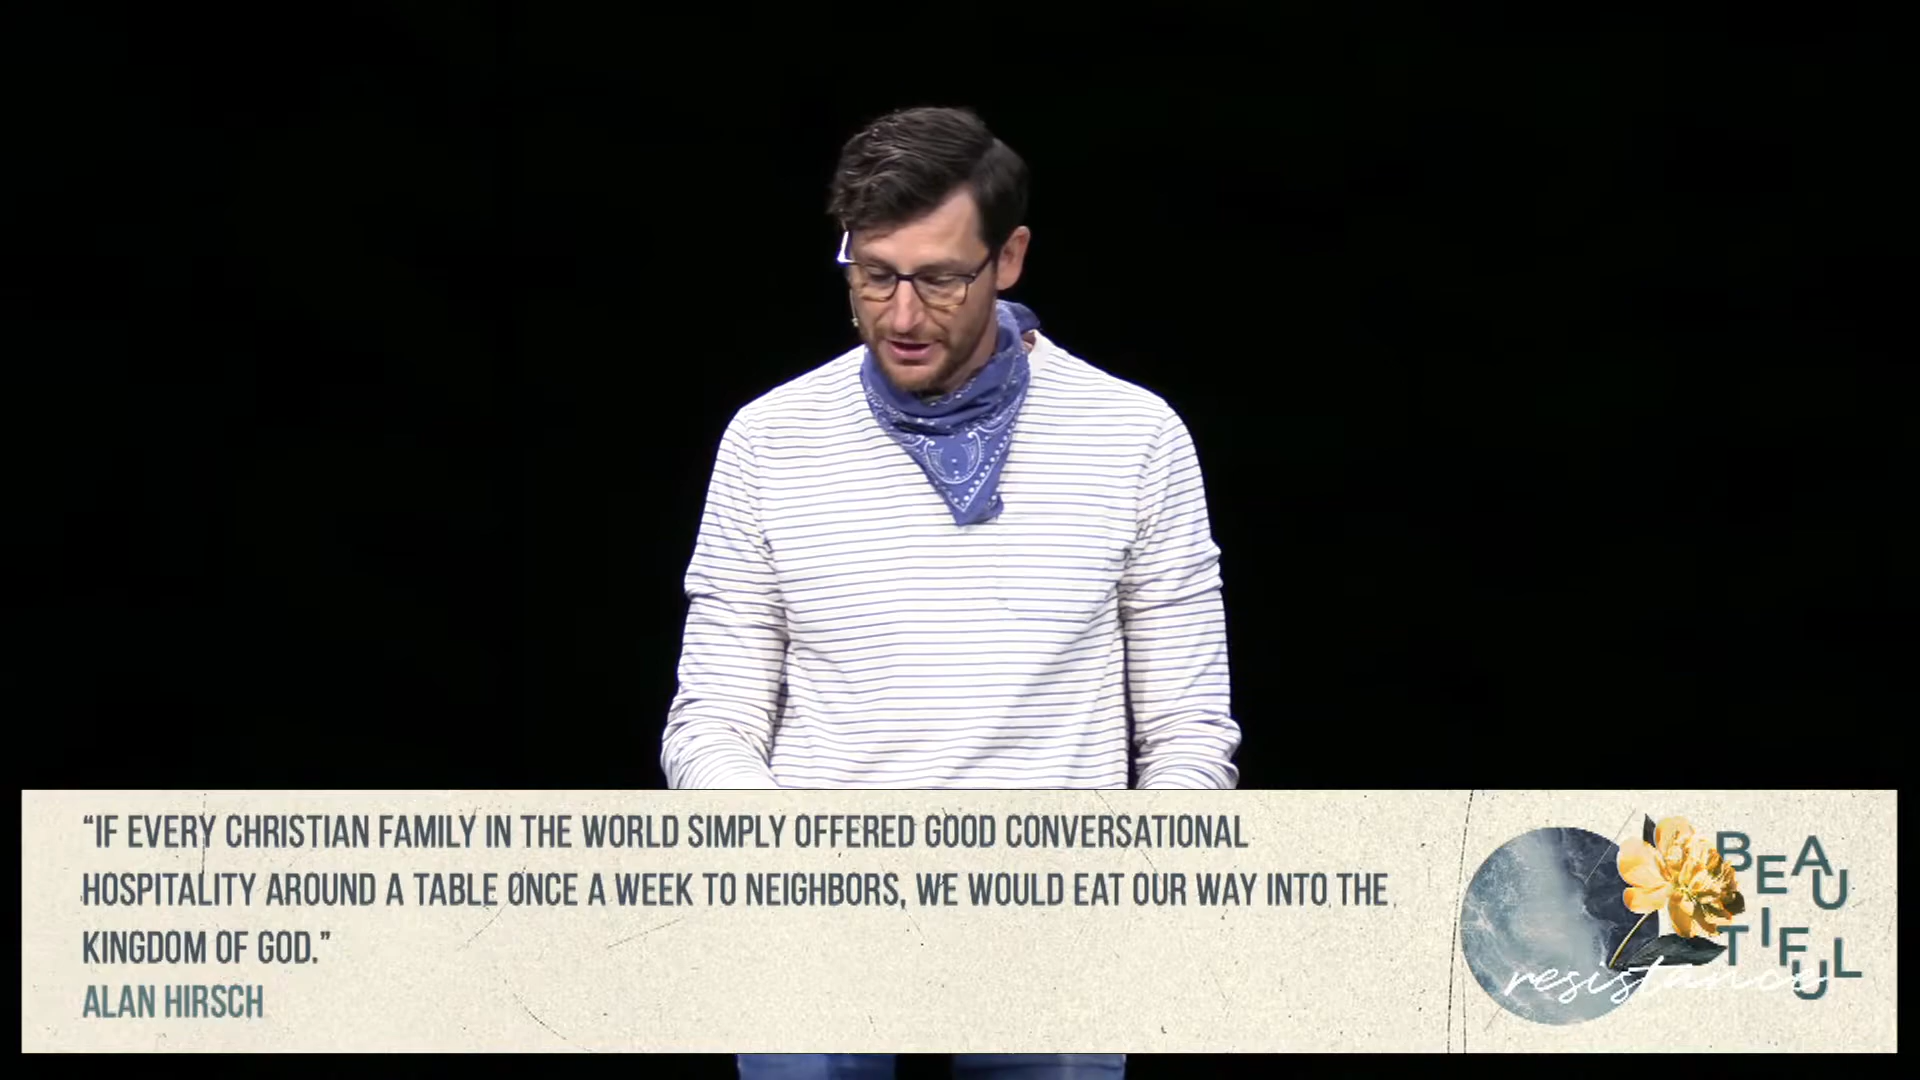 “IF EVERY CHRISTIAN FAMILY IN THE WORLD SIMPLY OFFERED GOOD CONVERSATIONAL
HOSPITALITY AROUND A TABLE ONCE A WEEK TO NEIGHBORS, WE WOULD EAT OUR WAY INTO THE
KINGDOM OF GOD.”
ALAN HIRSCH
BEAUTIFUL
resistance